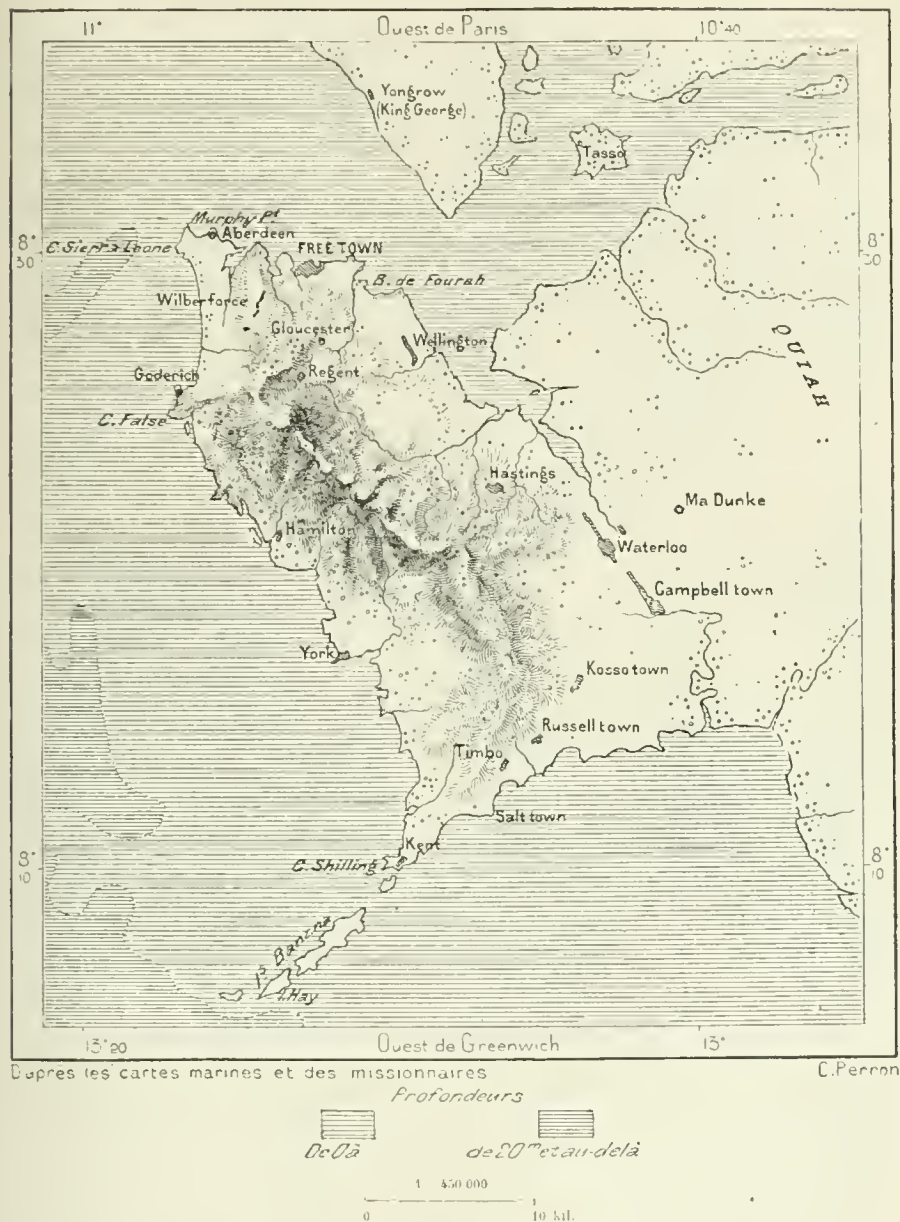 11° Ouest de Paris 10°40
Yongrow
(King George)
Tasso
Murphy Pt
Aberdeen
8°
30
C. Sierra Leone
FREE TOWN
8°
30
B. de Fourah
Wilberforce
Gloucester
Wellington
QUIAH
Regent
Goderich
C. False
Hastings
Ma Dunke
Hamilton
Waterloo
Campbell town
York
Kosso town
Russell town
Timbo
Salt town
Kent
8°
10
C. Shilling
8°
10
Is Banana
I. Hay
13°20 Ouest de Greenwich 13°
D'après les cartes marines et des missionnaires C. Perron
Profondeurs
De 0 à de 20m et au-delà
1 450 000
0 10 kil.